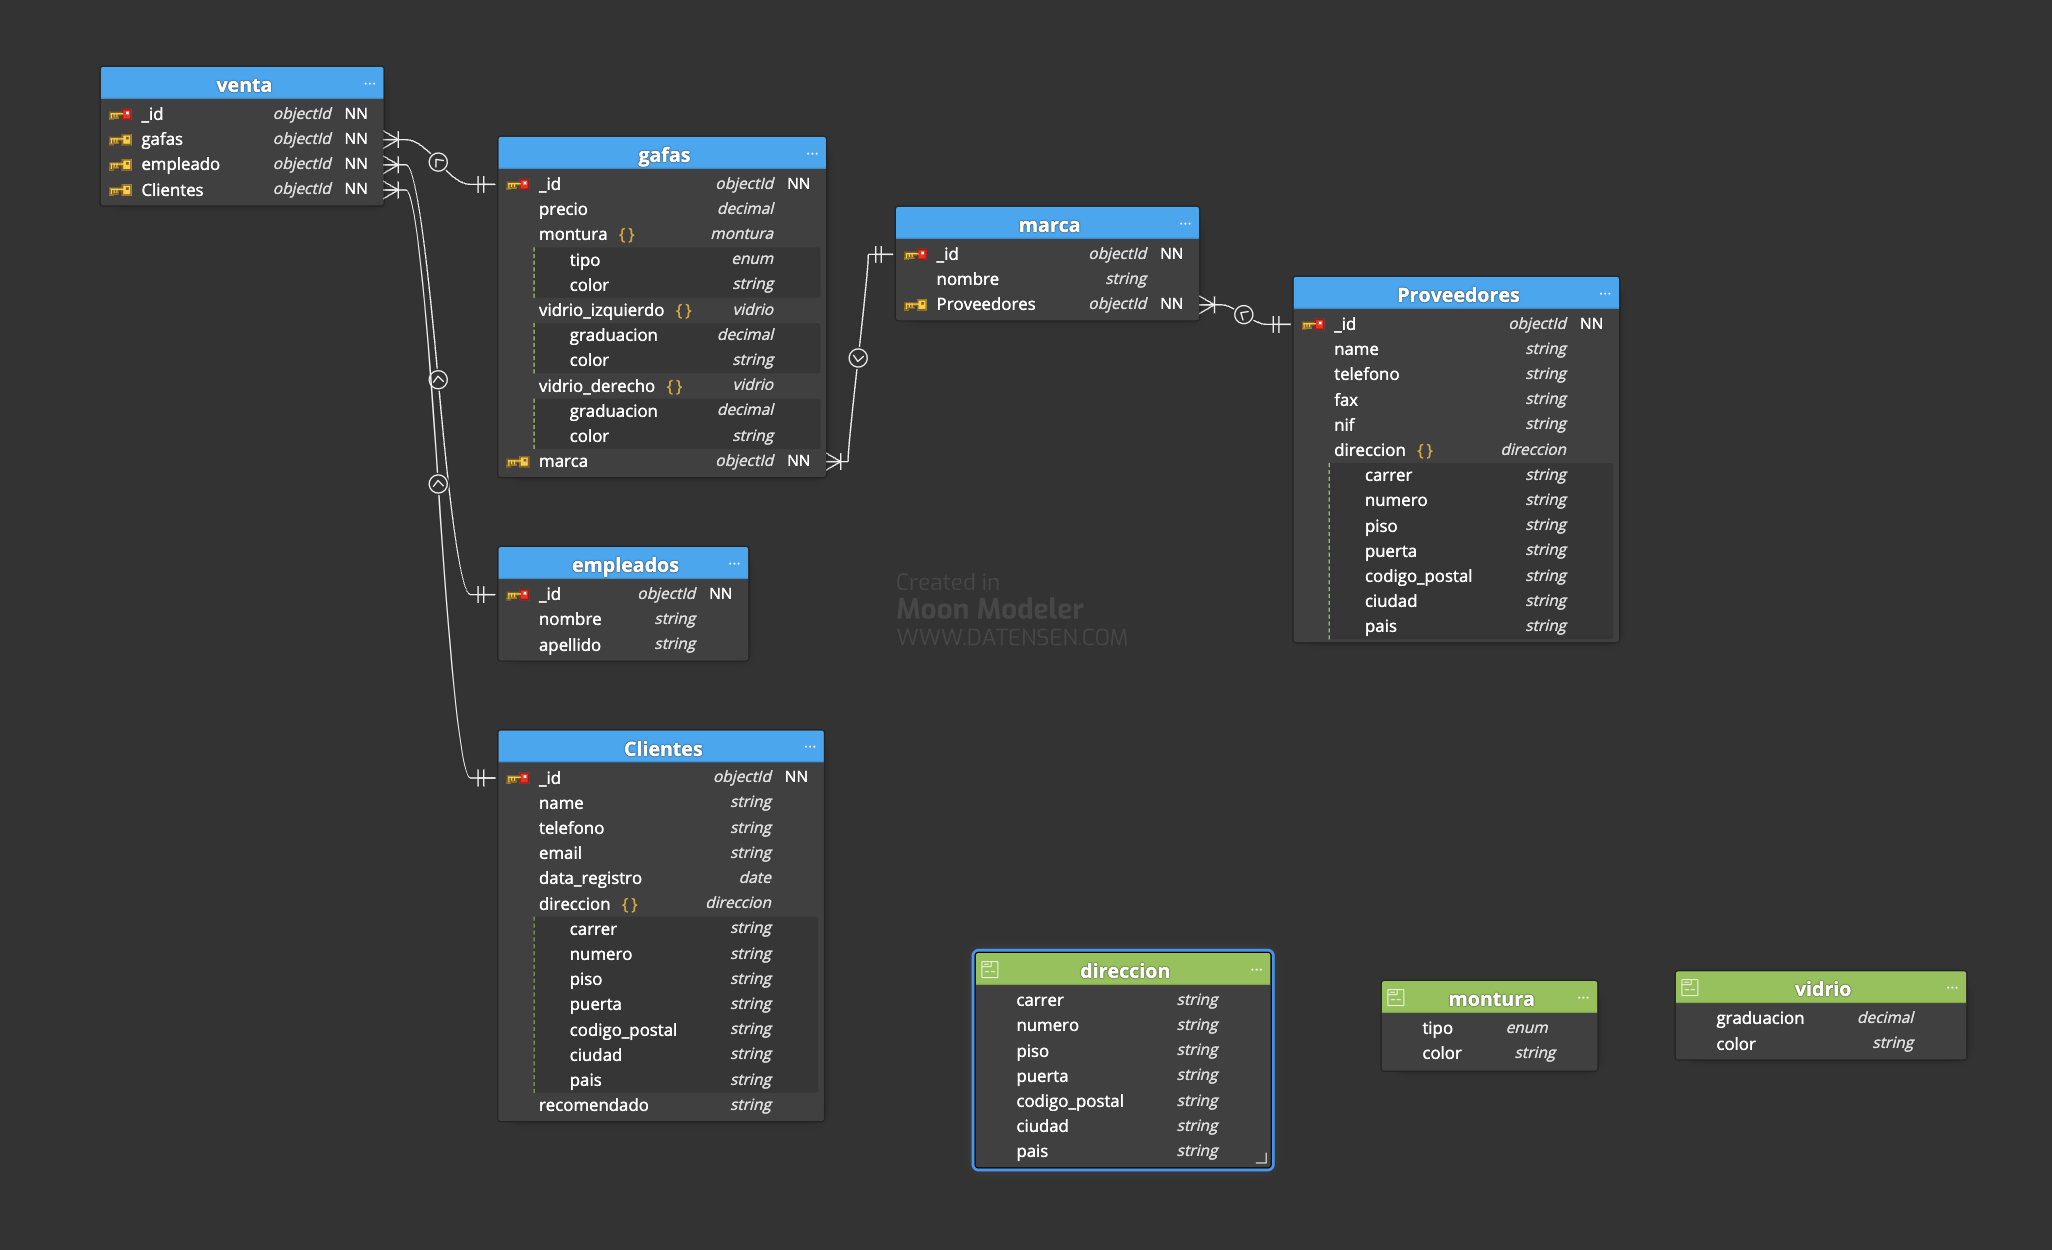 venta ...
_id objectId NN
gafas objectId NN
empleado objectId NN
Clientes objectId NN
gafas ...
_id objectId NN
precio decimal
montura {} montura
tipo enum
color string
vidrio_izquierdo {} vidrio
graduacion decimal
color string
vidrio_derecho {} vidrio
graduacion decimal
color string
marca objectId NN
marca ...
_id objectId NN
nombre string
Proveedores objectId NN
Proveedores ...
_id objectId NN
name string
telefono string
fax string
nif string
direccion {} direccion
carrer string
numero string
piso string
puerta string
codigo_postal string
ciudad string
pais string
empleados ...
_id objectId NN
nombre string
apellido string
Created in
Moon Modeler
WWW.DATENSEN.COM
Clientes ...
_id objectId NN
name string
telefono string
email string
data_registro date
direccion {} direccion
carrer string
numero string
piso string
puerta string
codigo_postal string
ciudad string
pais string
recomendado string
direccion ...
carrer string
numero string
piso string
puerta string
codigo_postal string
ciudad string
pais string
montura ...
tipo enum
color string
vidrio ...
graduacion decimal
color string